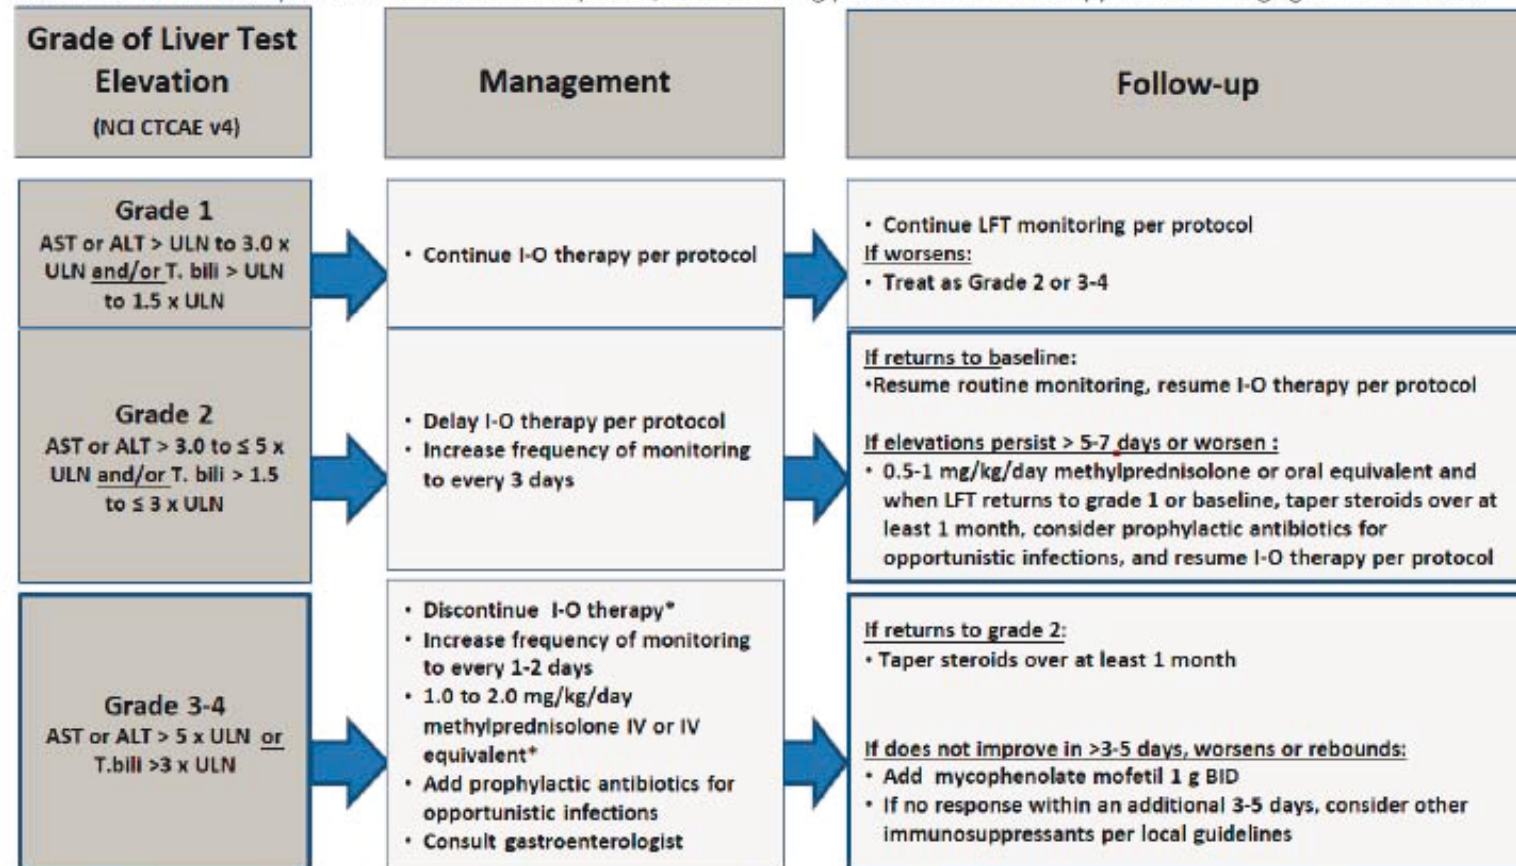 Grade of Liver Test
Elevation
(NCI CTCAE v4)
Management
Follow-up
Grade 1
AST or ALT > ULN to 3.0 x
ULN and/or T. bili > ULN
to 1.5 x ULN
• Continue I-O therapy per protocol
• Continue LFT monitoring per protocol
If worsens:
• Treat as Grade 2 or 3-4
Grade 2
AST or ALT > 3.0 to ≤ 5 x
ULN and/or T. bili > 1.5
to ≤ 3 x ULN
• Delay I-O therapy per protocol
• Increase frequency of monitoring
to every 3 days
If returns to baseline:
•Resume routine monitoring, resume I-O therapy per protocol
If elevations persist > 5-7 days or worsen :
• 0.5-1 mg/kg/day methylprednisolone or oral equivalent and
when LFT returns to grade 1 or baseline, taper steroids over at
least 1 month, consider prophylactic antibiotics for
opportunistic infections, and resume I-O therapy per protocol
Grade 3-4
AST or ALT > 5 x ULN or
T.bili >3 x ULN
• Discontinue I-O therapy*
• Increase frequency of monitoring
to every 1-2 days
• 1.0 to 2.0 mg/kg/day
methylprednisolone IV or IV
equivalent*
• Add prophylactic antibiotics for
opportunistic infections
• Consult gastroenterologist
If returns to grade 2:
• Taper steroids over at least 1 month
If does not improve in >3-5 days, worsens or rebounds:
• Add mycophenolate mofetil 1 g BID
• If no response within an additional 3-5 days, consider other
immunosuppressants per local guidelines